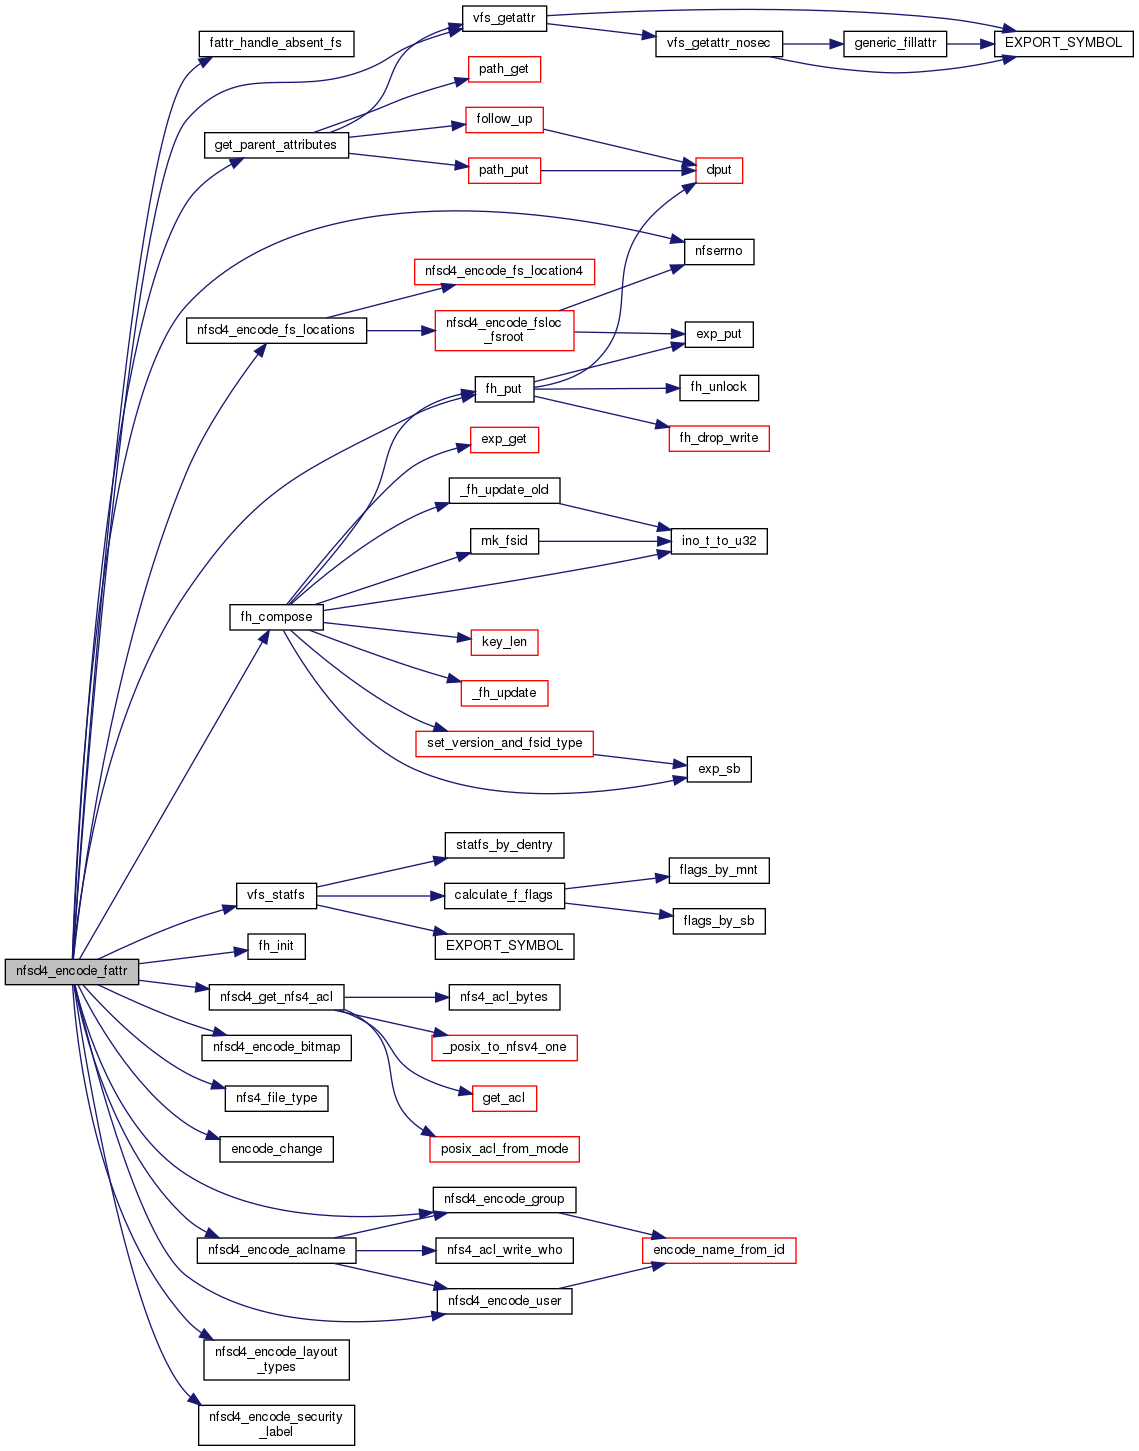 vfs_getattr
fattr_handle_absent_fs
vfs_getattr_nosec
generic_fillattr
EXPORT_SYMBOL
path_get
follow_up
get_parent_attributes
path_put
dput
nfserrno
nfsd4_encode_fs_location4
nfsd4_encode_fs_locations
nfsd4_encode_fsloc
_fsroot
exp_put
fh_put
fh_unlock
exp_get
fh_drop_write
_fh_update_old
mk_fsid
ino_t_to_u32
fh_compose
key_len
_fh_update
set_version_and_fsid_type
exp_sb
statfs_by_dentry
flags_by_mnt
vfs_statfs
calculate_f_flags
flags_by_sb
fh_init
EXPORT_SYMBOL
nfsd4_encode_fattr
nfsd4_get_nfs4_acl
nfs4_acl_bytes
nfsd4_encode_bitmap
_posix_to_nfsv4_one
nfs4_file_type
get_acl
encode_change
posix_acl_from_mode
nfsd4_encode_group
nfsd4_encode_aclname
nfs4_acl_write_who
encode_name_from_id
nfsd4_encode_user
nfsd4_encode_layout
_types
nfsd4_encode_security
_label